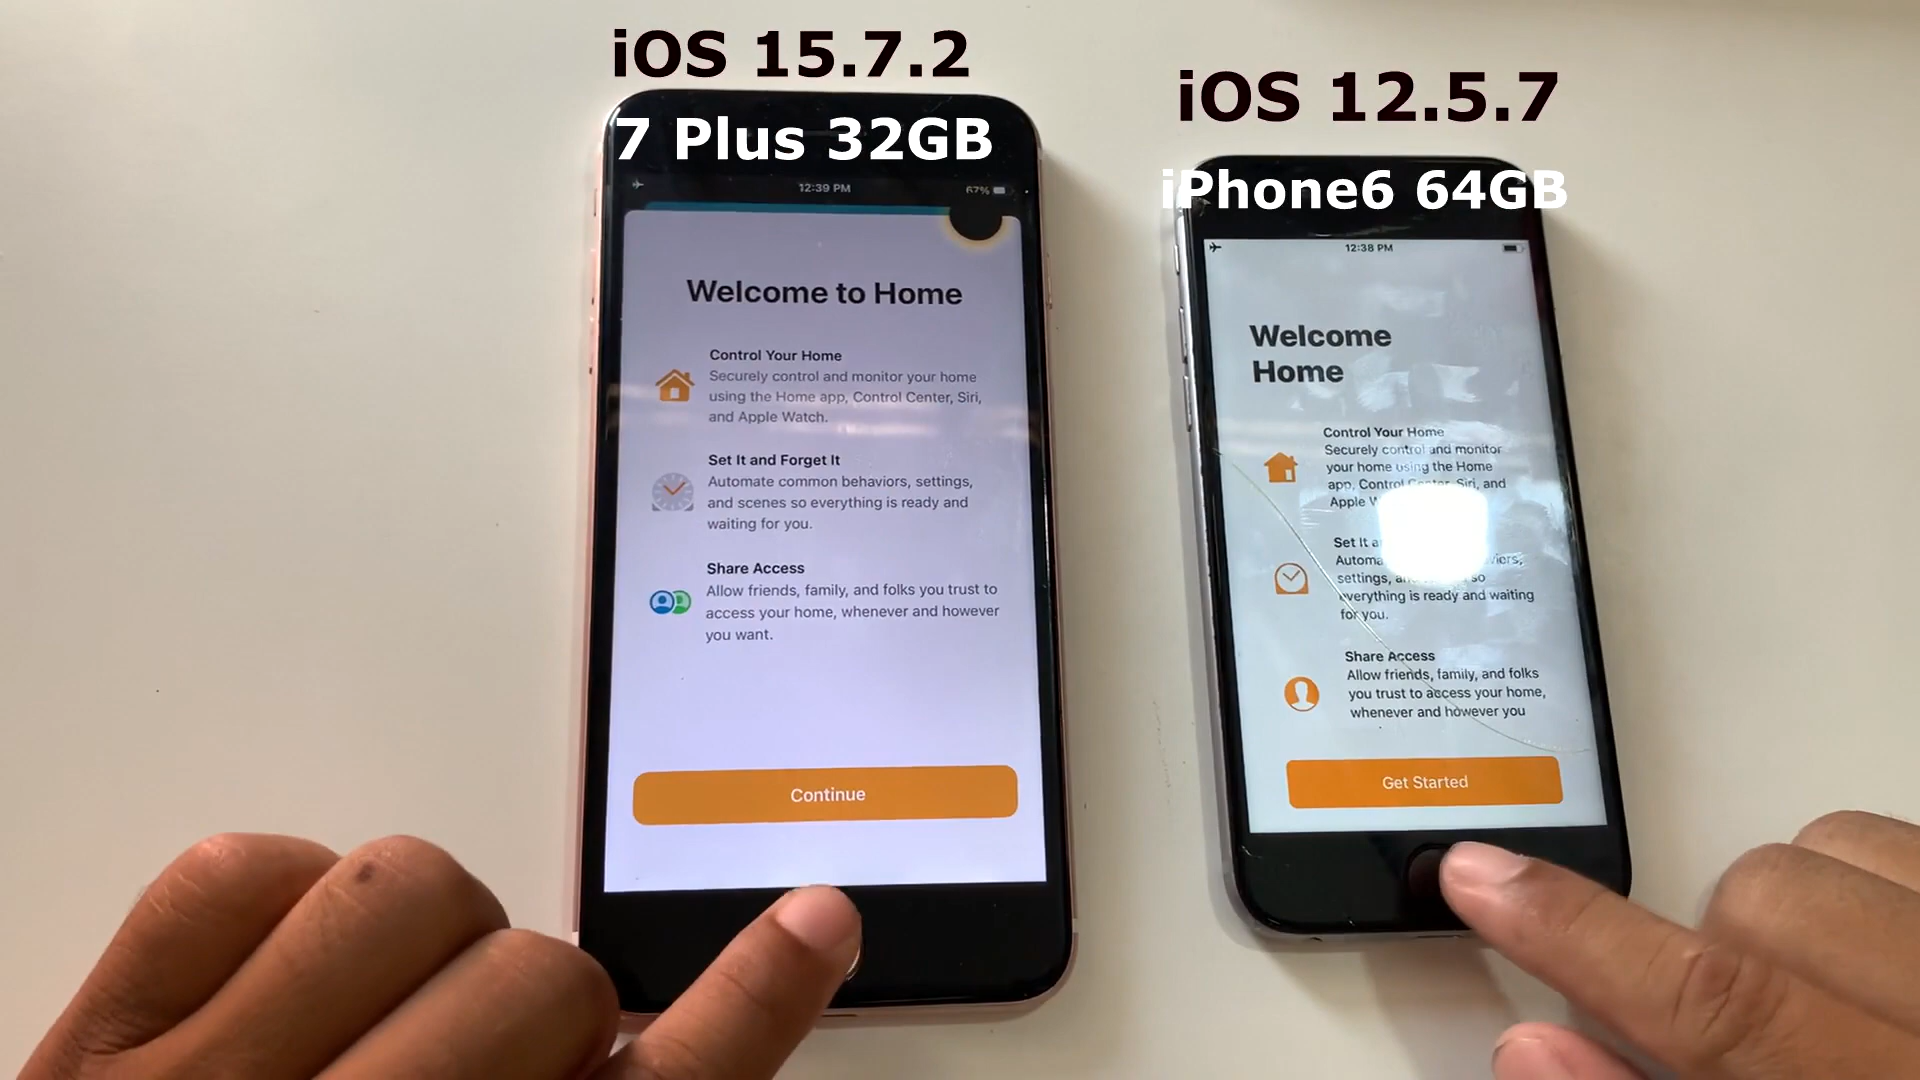 iOS 15.7.2
7 Plus 32GB
12:39 PM
67%
Welcome to Home
Control Your Home
Securely control and monitor your home
using the Home app, Control Center, Siri,
and Apple Watch.
Set It and Forget It
Automate common behaviors, settings,
and scenes so everything is ready and
waiting for you.
Share Access
Allow friends, family, and folks you trust to
access your home, whenever and however
you want.
Continue
iOS 12.5.7
iPhone6 64GB
12:38 PM
Welcome
Home
Control Your Home
Securely control and monitor
your home using the Home
app, Control Center, Siri, and
Apple
Set It
settings, so
everything is ready and waiting
for you.
Share Access
Allow friends, family, and folks
you trust to access your home,
whenever and however you
Get Started